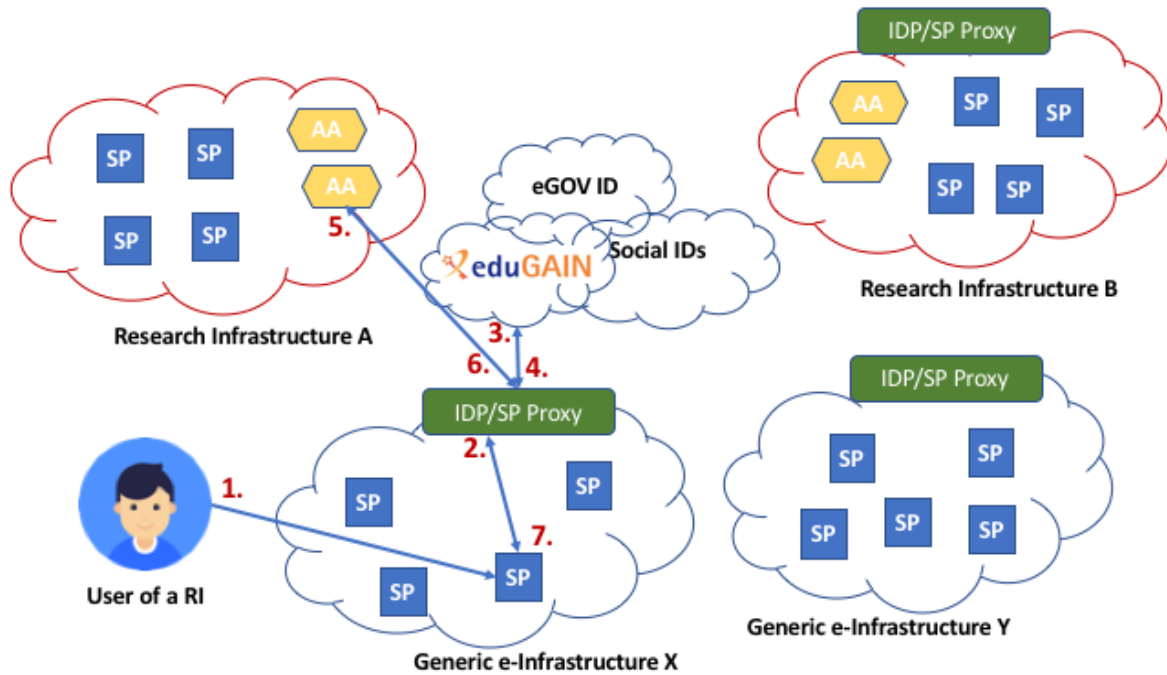 IDP/SP Proxy
AA
SP
SP
AA
SP
SP
SP
SP
AA
AA
SP
SP
SP
SP
5.
eGOV ID
eduGAIN
Social IDs
Research Infrastructure A
Research Infrastructure B
3.
6.
4.
IDP/SP Proxy
IDP/SP Proxy
2.
1.
SP
SP
7.
SP
SP
SP
SP
SP
SP
SP
SP
User of a RI
Generic e-Infrastructure X
Generic e-Infrastructure Y